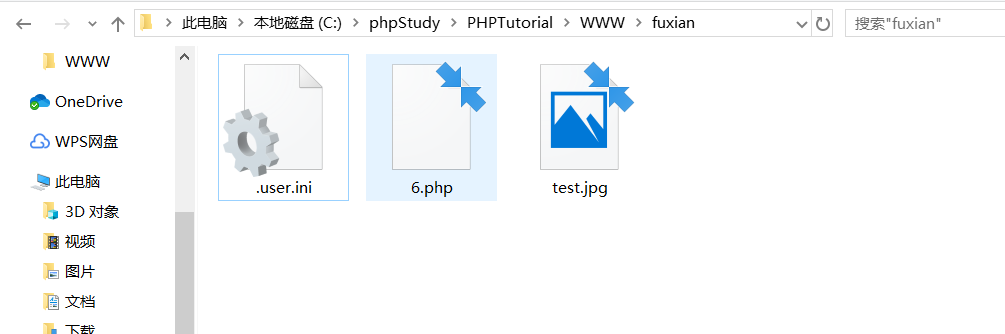 此电脑 > 本地磁盘 (C:) > phpStudy > PHPTutorial > WWW > fuxian
搜索"fuxian"
WWW
OneDrive
WPS网盘
此电脑
3D 对象
视频
图片
文档
下载
.user.ini
6.php
test.jpg